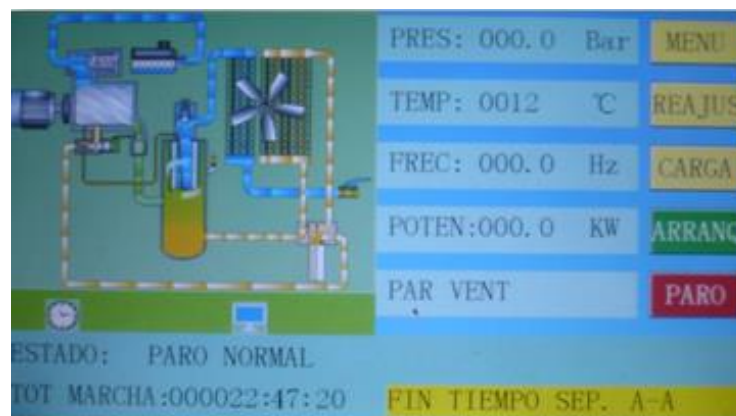 PRES: 000.0 Bar MENU
TEMP: 0012 ℃ REAJUS
FREC: 000.0 Hz CARGA
POTEN:000.0 KW ARRANQ
PAR VENT PARO
ESTADO: PARO NORMAL
TOT MARCHA:000022:47:20 FIN TIEMPO SEP. A-A